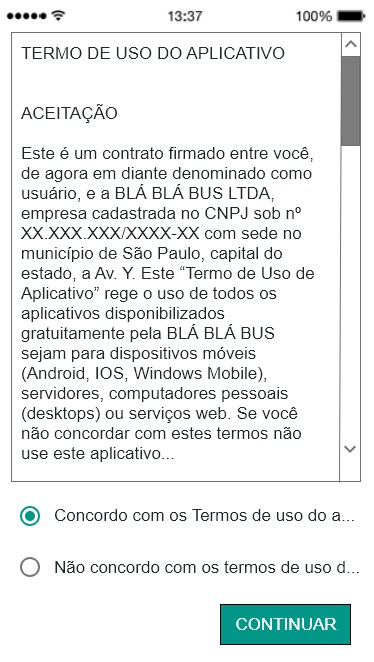 13:37 100%
TERMO DE USO DO APLICATIVO
ACEITAÇÃO
Este é um contrato firmado entre você,
de agora em diante denominado como
usuário, e a BLÁ BLÁ BUS LTDA,
empresa cadastrada no CNPJ sob nº
XX.XXX.XXX/XXXX-XX com sede no
município de São Paulo, capital do
estado, a Av. Y. Este “Termo de Uso de
Aplicativo” rege o uso de todos os
aplicativos disponibilizados
gratuitamente pela BLÁ BLÁ BUS
sejam para dispositivos móveis
(Android, IOS, Windows Mobile),
servidores, computadores pessoais
(desktops) ou serviços web. Se você
não concordar com estes termos não
use este aplicativo...
Concordo com os Termos de uso do a...
Não concordo com os termos de uso d...
CONTINUAR